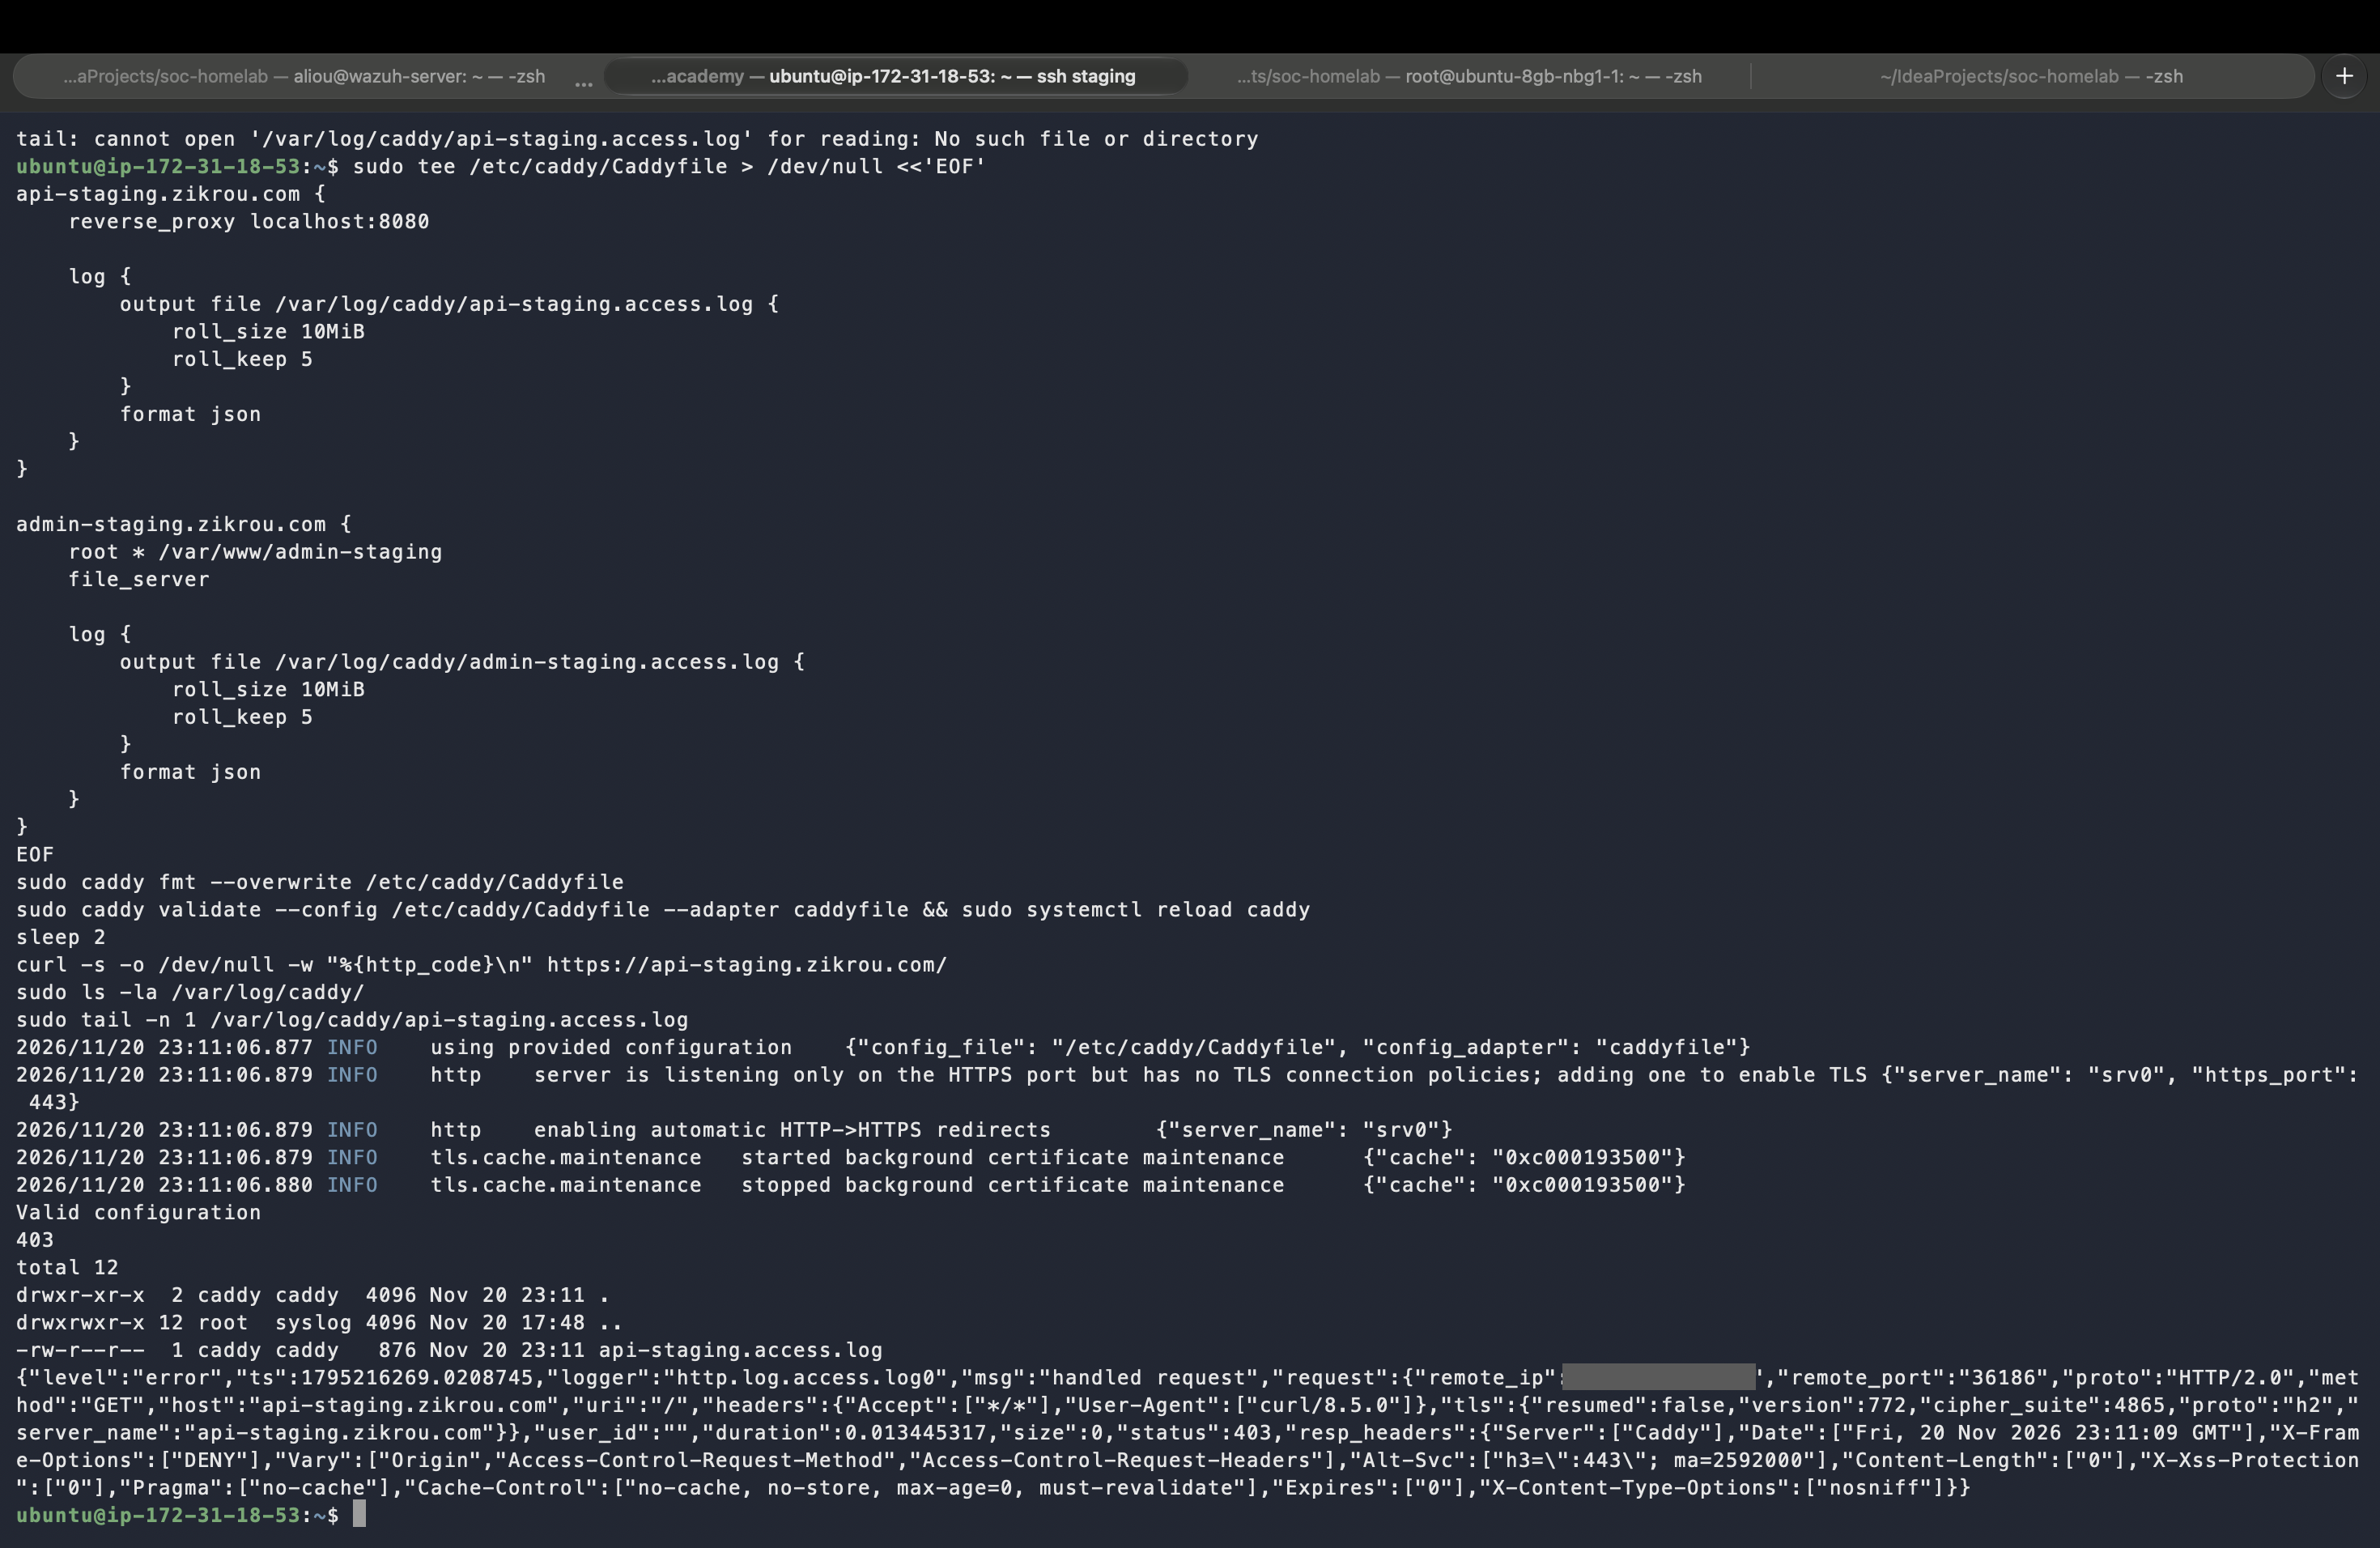 ...aProjects/soc-homelab — aliou@wazuh-server: ~ — -zsh ... ...academy — ubuntu@ip-172-31-18-53: ~ — ssh staging ...ts/soc-homelab — root@ubuntu-8gb-nbg1-1: ~ — -zsh ~/IdeaProjects/soc-homelab — -zsh +
tail: cannot open '/var/log/caddy/api-staging.access.log' for reading: No such file or directory
ubuntu@ip-172-31-18-53:~$ sudo tee /etc/caddy/Caddyfile > /dev/null <<'EOF'
api-staging.zikrou.com {
    reverse_proxy localhost:8080

    log {
        output file /var/log/caddy/api-staging.access.log {
            roll_size 10MiB
            roll_keep 5
        }
        format json
    }
}

admin-staging.zikrou.com {
    root * /var/www/admin-staging
    file_server

    log {
        output file /var/log/caddy/admin-staging.access.log {
            roll_size 10MiB
            roll_keep 5
        }
        format json
    }
}
EOF
sudo caddy fmt --overwrite /etc/caddy/Caddyfile
sudo caddy validate --config /etc/caddy/Caddyfile --adapter caddyfile && sudo systemctl reload caddy
sleep 2
curl -s -o /dev/null -w "%{http_code}\n" https://api-staging.zikrou.com/
sudo ls -la /var/log/caddy/
sudo tail -n 1 /var/log/caddy/api-staging.access.log
2026/11/20 23:11:06.877 INFO    using provided configuration    {"config_file": "/etc/caddy/Caddyfile", "config_adapter": "caddyfile"}
2026/11/20 23:11:06.879 INFO    http    server is listening only on the HTTPS port but has no TLS connection policies; adding one to enable TLS {"server_name": "srv0", "https_port":
 443}
2026/11/20 23:11:06.879 INFO    http    enabling automatic HTTP->HTTPS redirects        {"server_name": "srv0"}
2026/11/20 23:11:06.879 INFO    tls.cache.maintenance   started background certificate maintenance      {"cache": "0xc000193500"}
2026/11/20 23:11:06.880 INFO    tls.cache.maintenance   stopped background certificate maintenance      {"cache": "0xc000193500"}
Valid configuration
403
total 12
drwxr-xr-x  2 caddy caddy  4096 Nov 20 23:11 .
drwxrwxr-x 12 root  syslog 4096 Nov 20 17:48 ..
-rw-r--r--  1 caddy caddy   876 Nov 20 23:11 api-staging.access.log
{"level":"error","ts":1795216269.0208745,"logger":"http.log.access.log0","msg":"handled request","request":{"remote_ip": ","remote_port":"36186","proto":"HTTP/2.0","met
hod":"GET","host":"api-staging.zikrou.com","uri":"/","headers":{"Accept":["*/*"],"User-Agent":["curl/8.5.0"]},"tls":{"resumed":false,"version":772,"cipher_suite":4865,"proto":"h2","
server_name":"api-staging.zikrou.com"}},"user_id":"","duration":0.013445317,"size":0,"status":403,"resp_headers":{"Server":["Caddy"],"Date":["Fri, 20 Nov 2026 23:11:09 GMT"],"X-Fram
e-Options":["DENY"],"Vary":["Origin","Access-Control-Request-Method","Access-Control-Request-Headers"],"Alt-Svc":["h3=\":443\"; ma=2592000"],"Content-Length":["0"],"X-Xss-Protection
":["0"],"Pragma":["no-cache"],"Cache-Control":["no-cache, no-store, max-age=0, must-revalidate"],"Expires":["0"],"X-Content-Type-Options":["nosniff"]}}
ubuntu@ip-172-31-18-53:~$